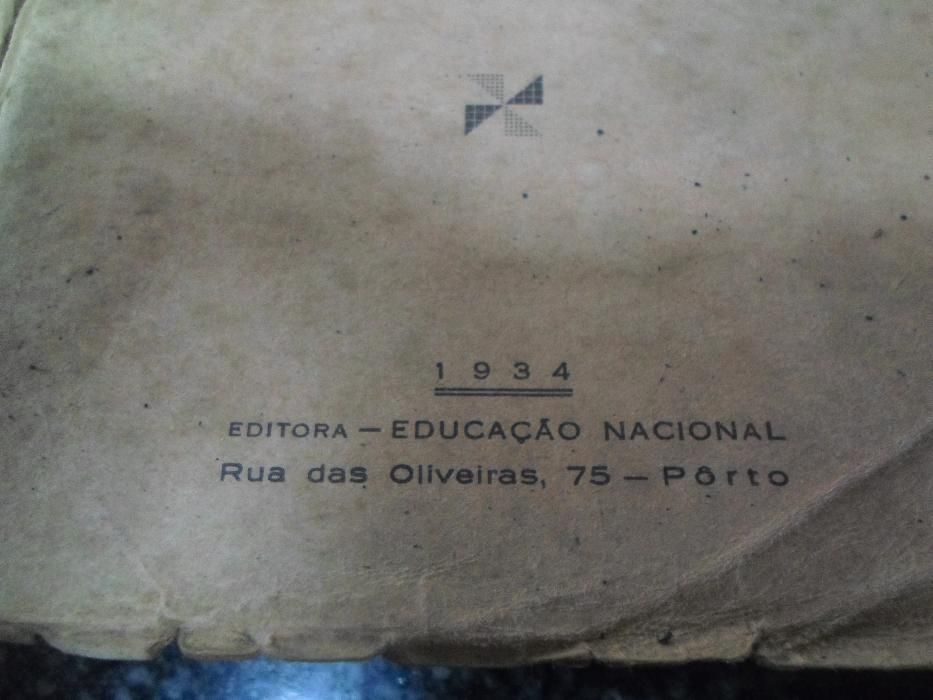 1934
EDITORA — EDUCAÇÃO NACIONAL
Rua das Oliveiras, 75 — Pôrto